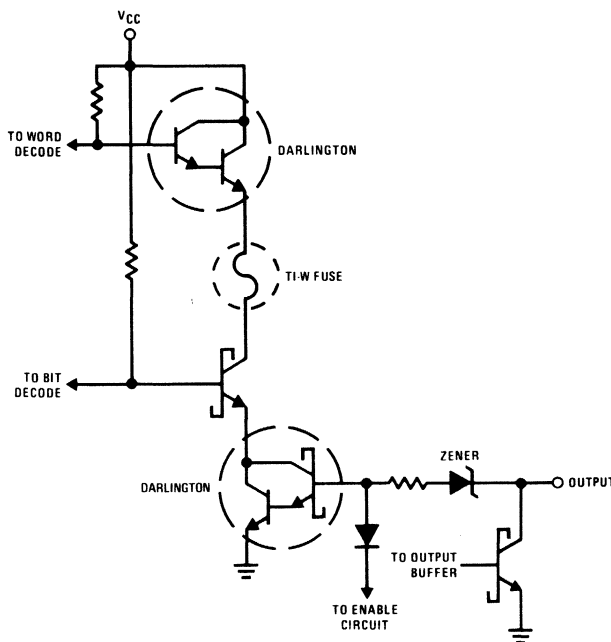 VCC
TO WORD
DECODE
DARLINGTON
TI-W FUSE
TO BIT
DECODE
DARLINGTON
ZENER
OUTPUT
TO OUTPUT
BUFFER
TO ENABLE
CIRCUIT